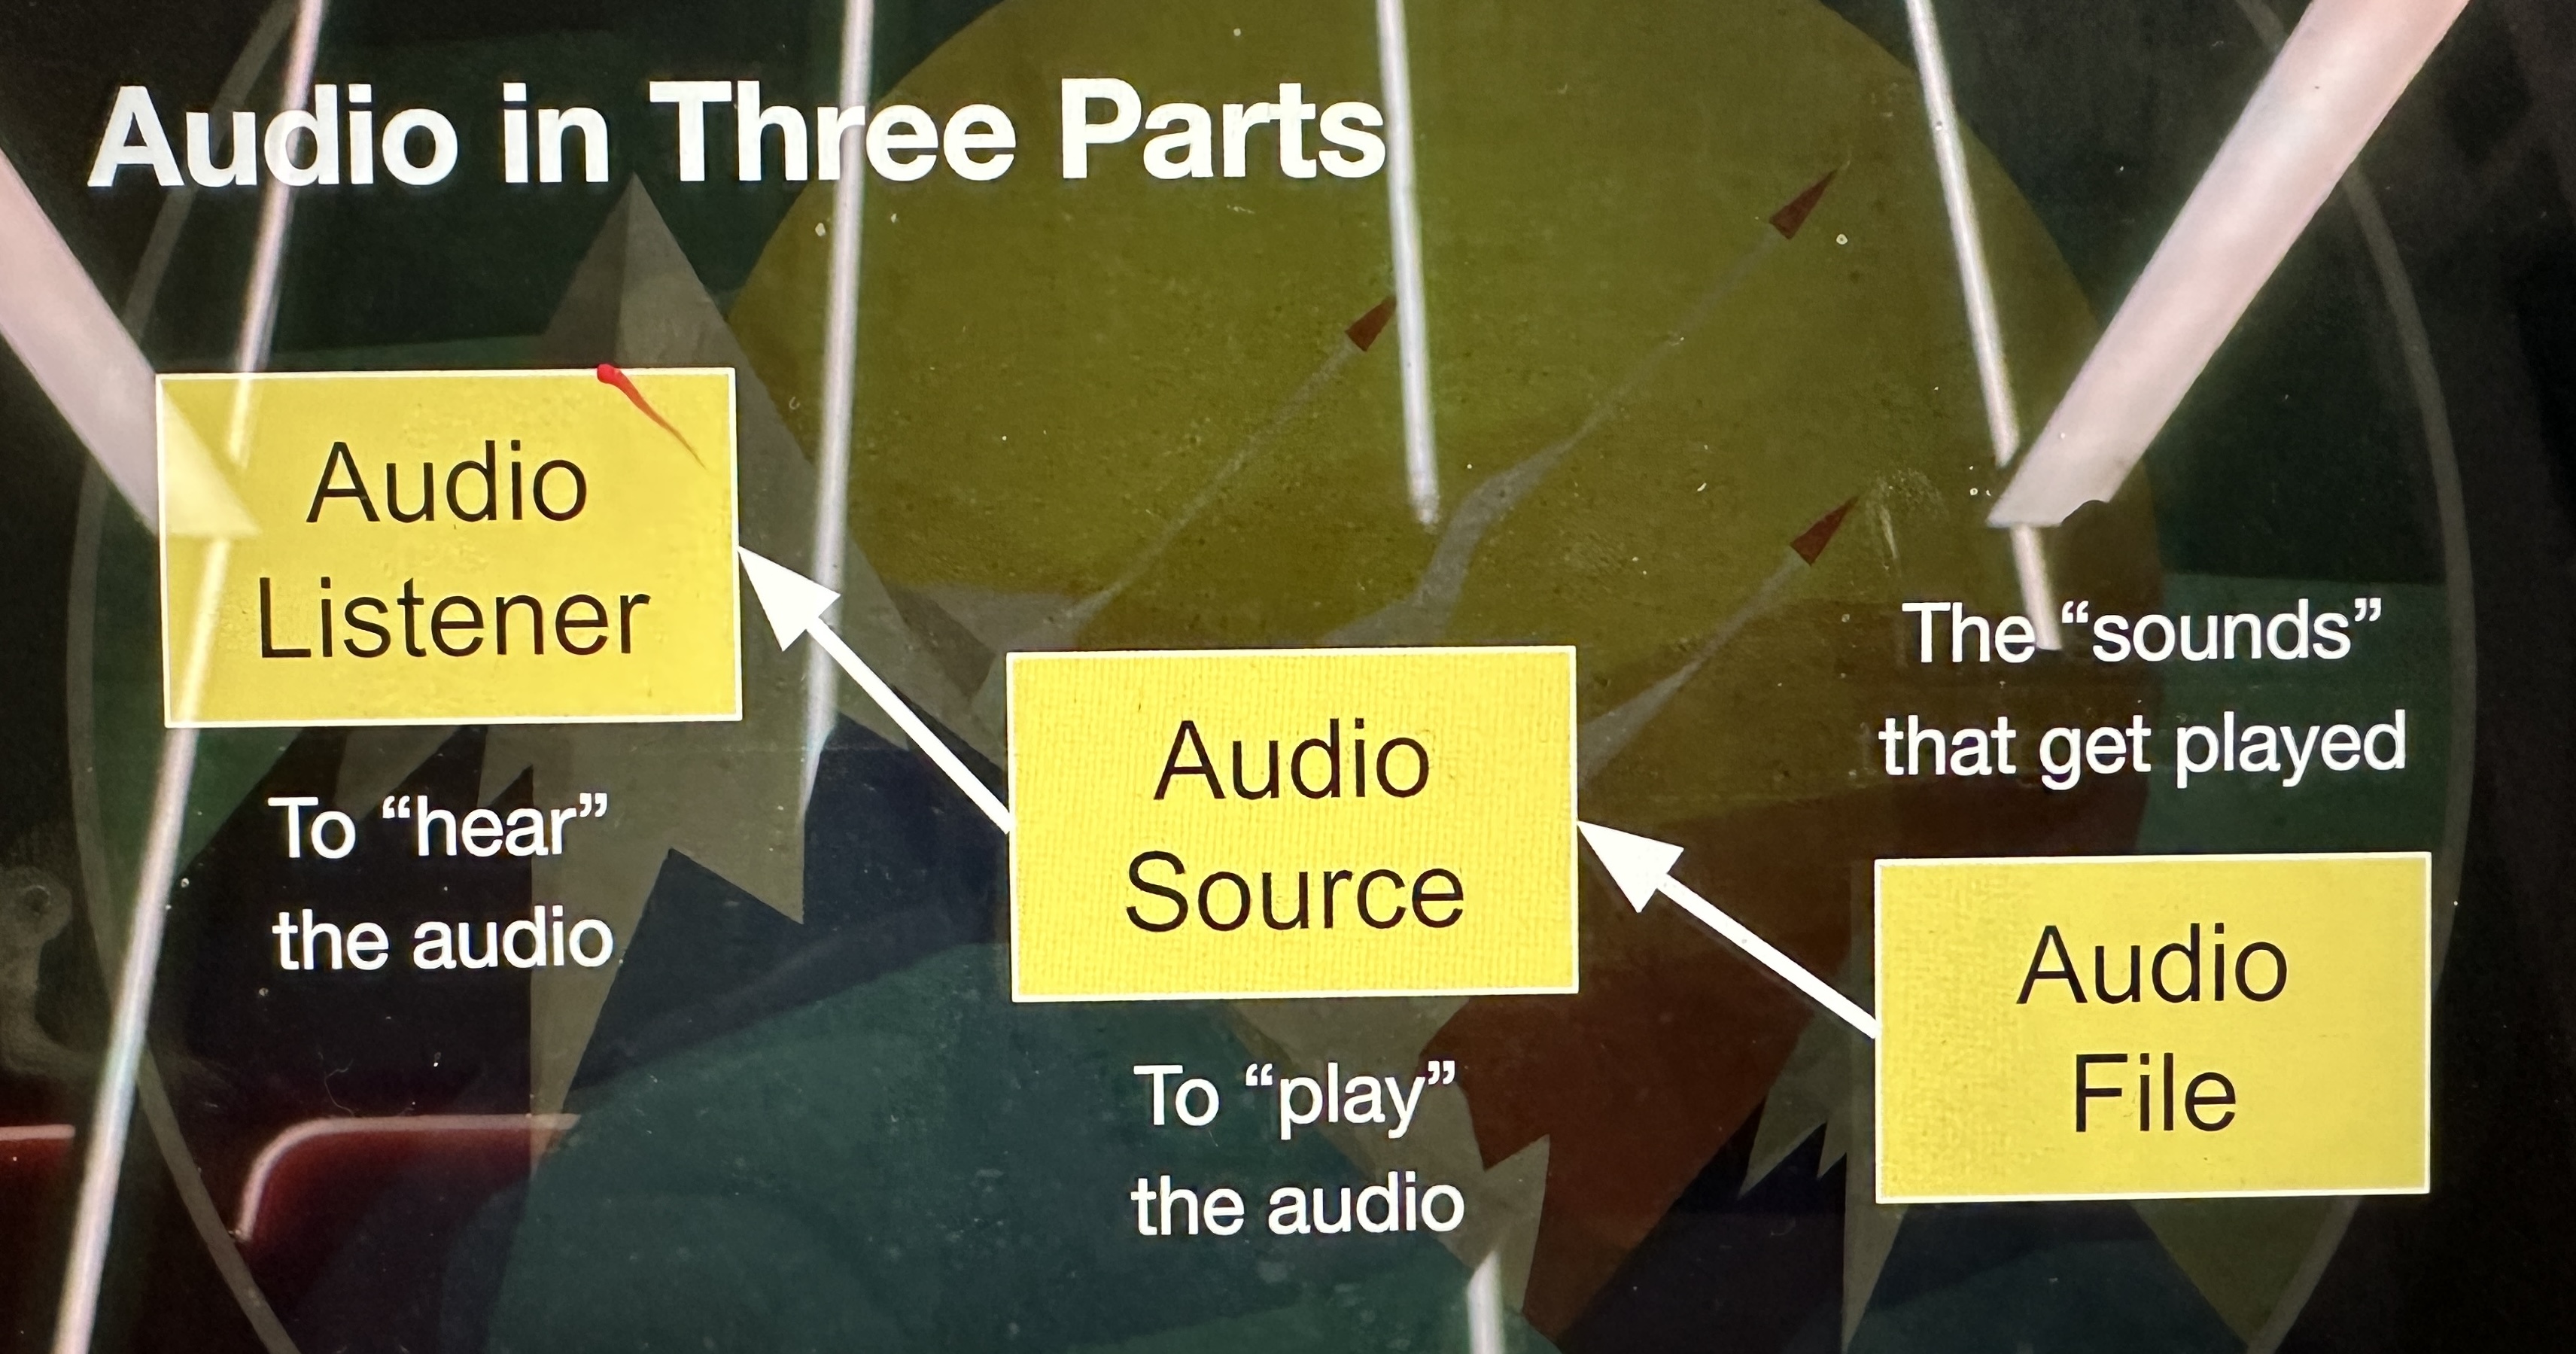 Audio in Three Parts
Audio
Listener
To “hear”
the audio
Audio
Source
To “play”
the audio
The “sounds”
that get played
Audio
File